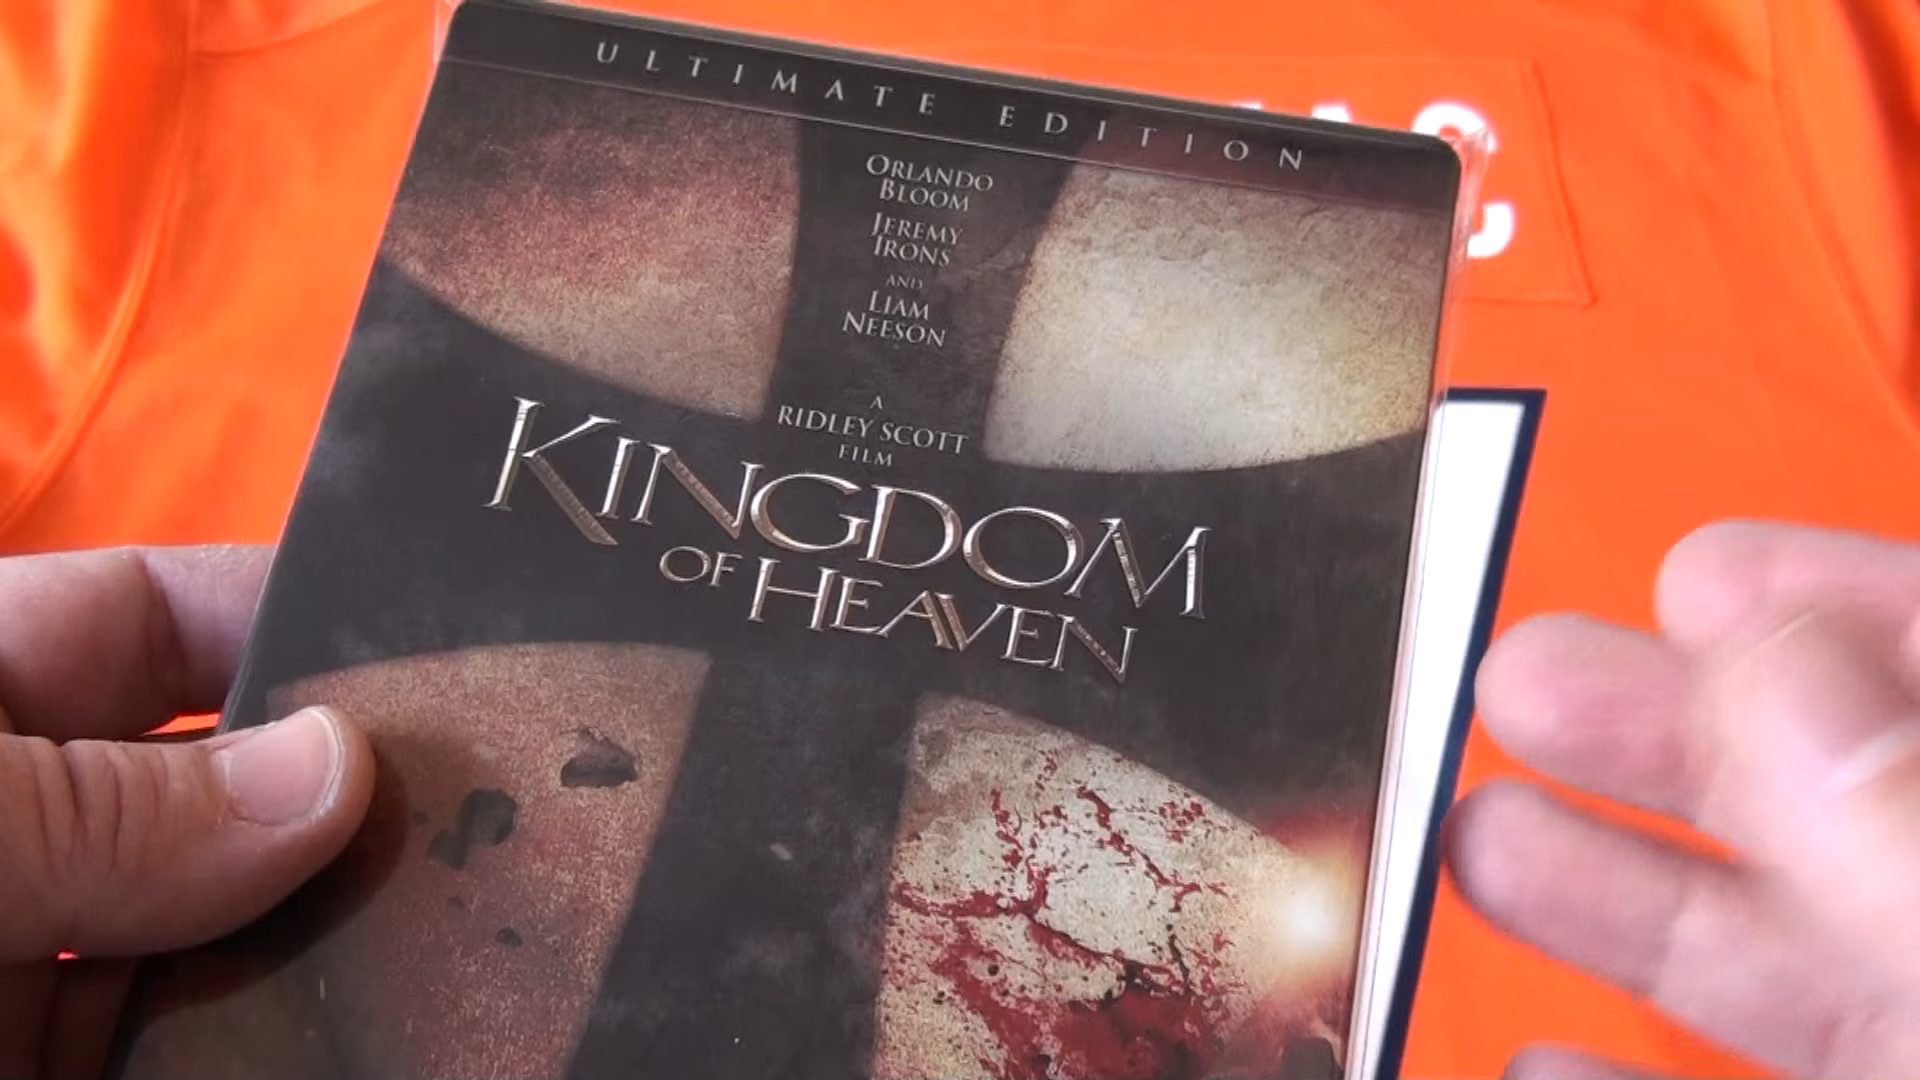 ULTIMATE EDITION
ORLANDO
BLOOM
JEREMY
IRONS
AND
LIAM
NEESON
A
RIDLEY SCOTT
FILM
KINGDOM
OF HEAVEN